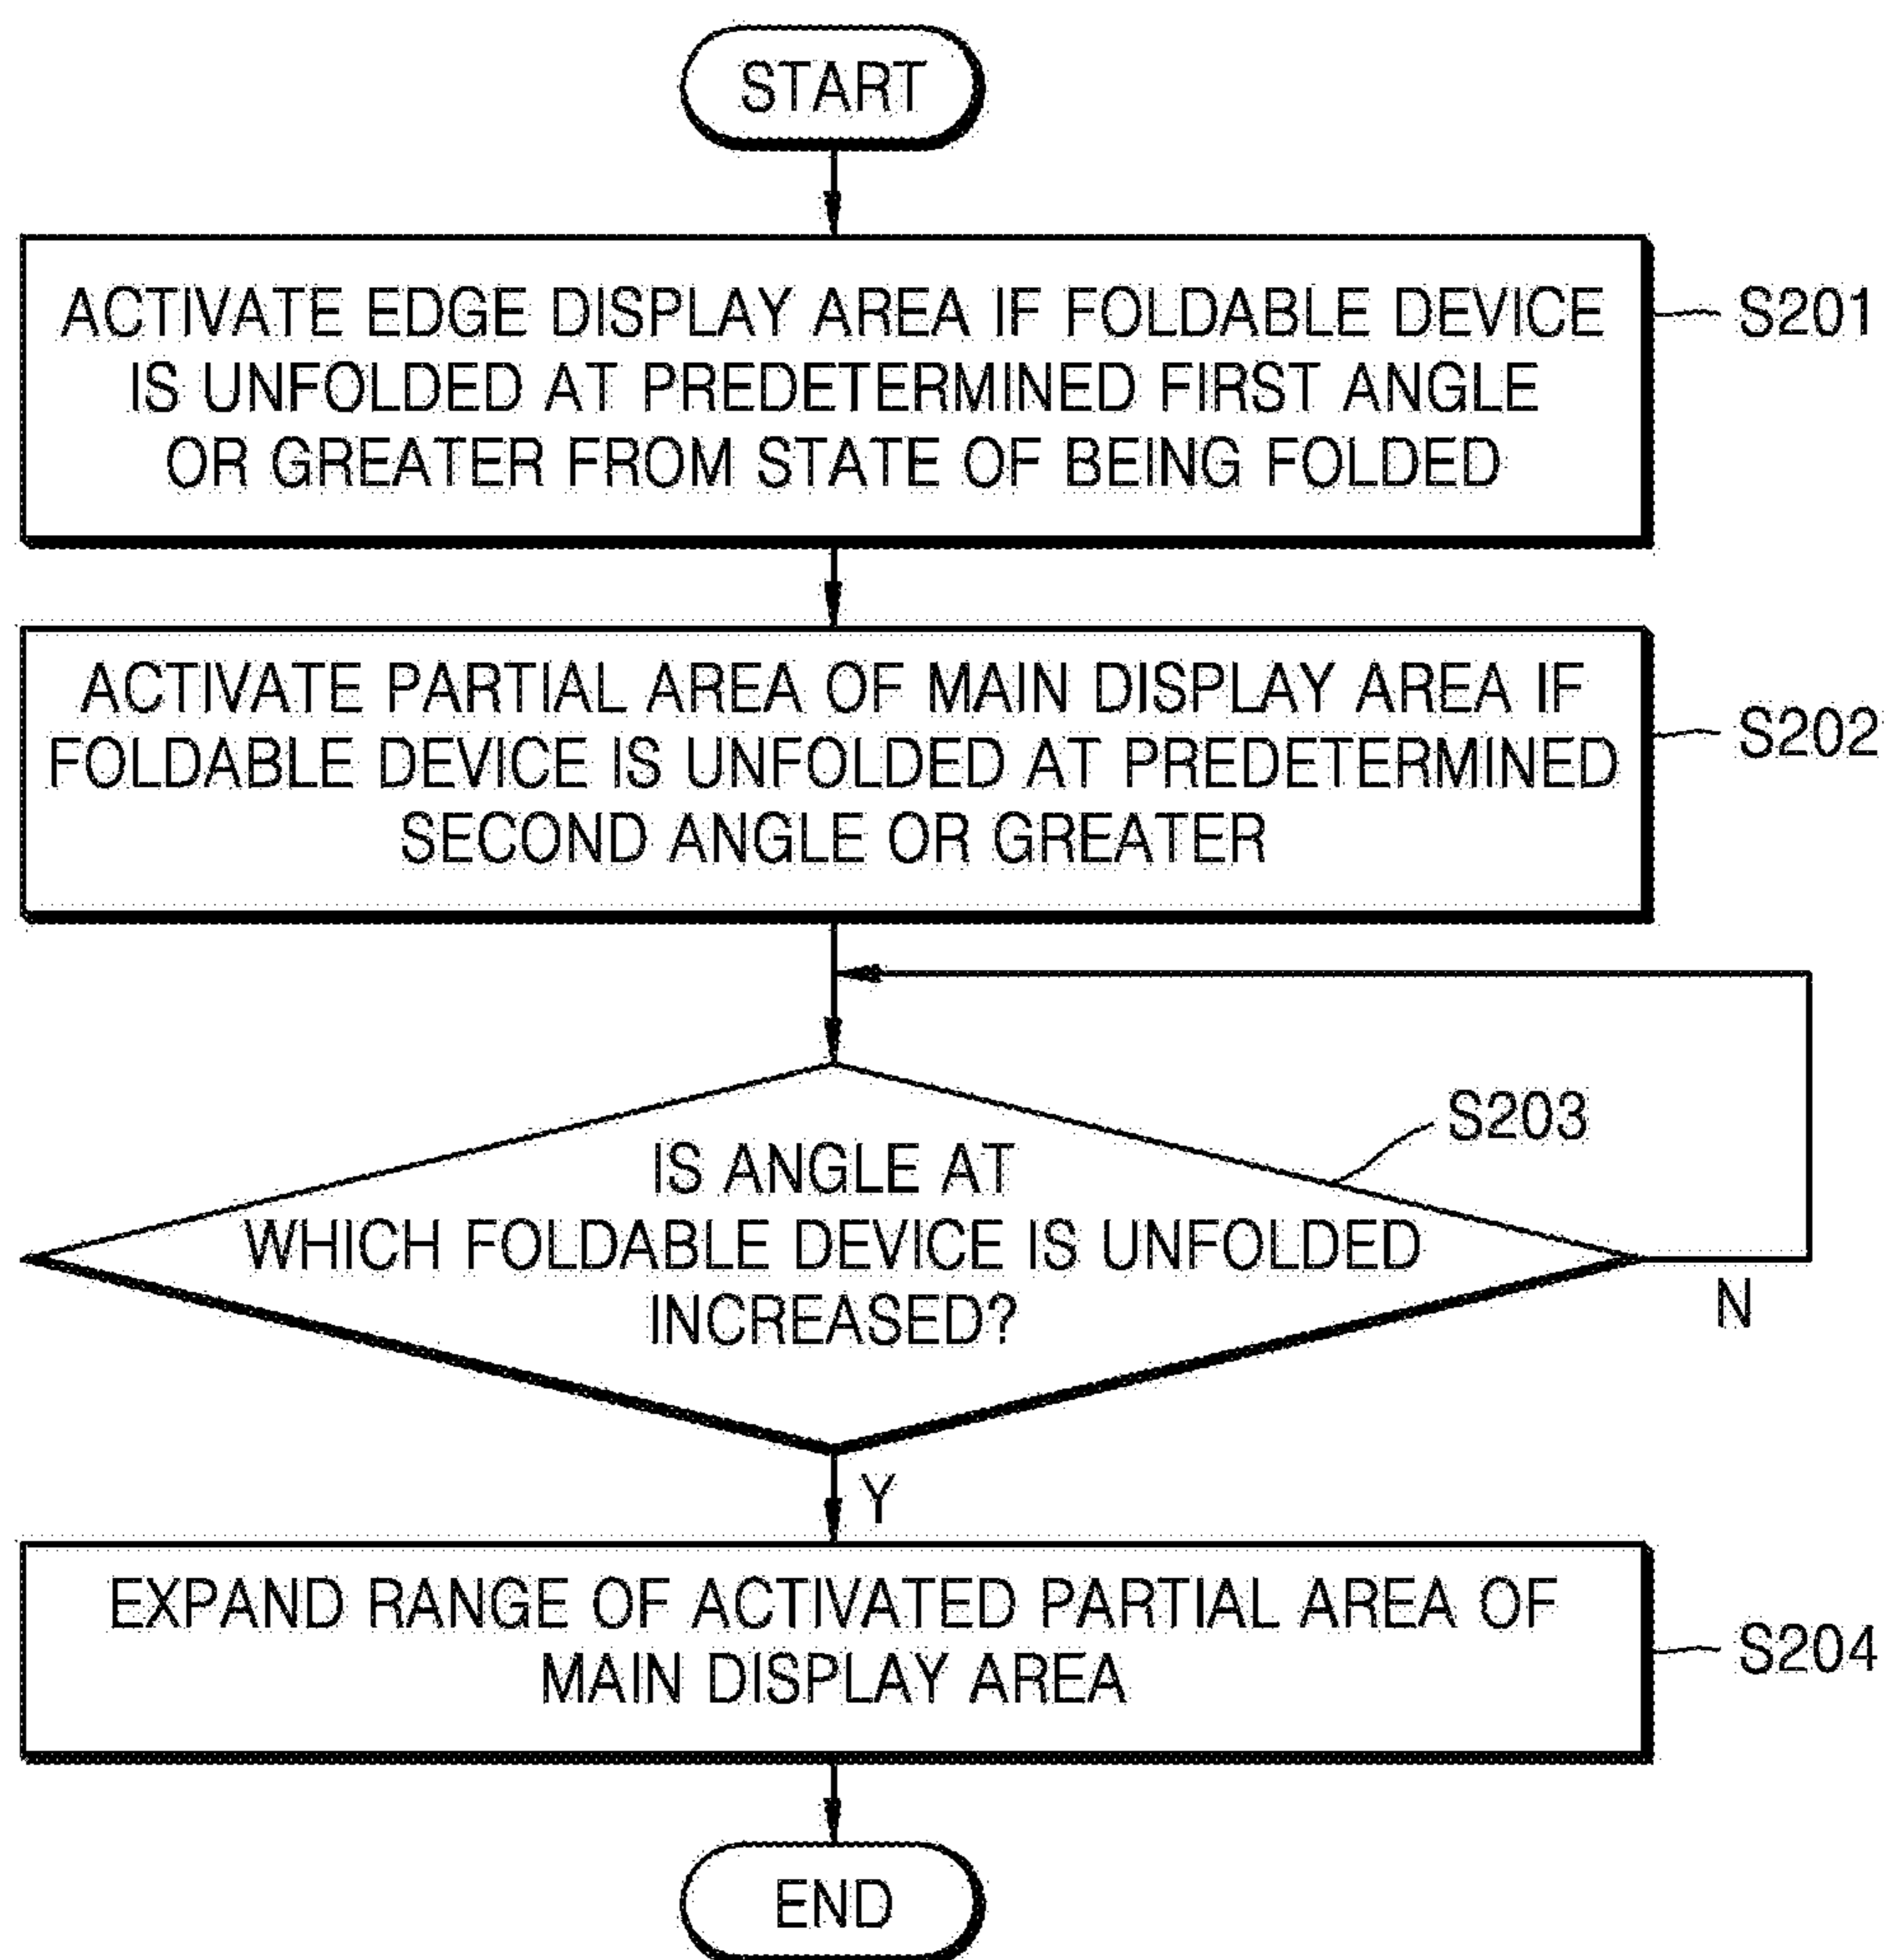 START
ACTIVATE EDGE DISPLAY AREA IF FOLDABLE DEVICE
IS UNFOLDED AT PREDETERMINED FIRST ANGLE
OR GREATER FROM STATE OF BEING FOLDED
S201
ACTIVATE PARTIAL AREA OF MAIN DISPLAY AREA IF
FOLDABLE DEVICE IS UNFOLDED AT PREDETERMINED
SECOND ANGLE OR GREATER
S202
S203
IS ANGLE AT
WHICH FOLDABLE DEVICE IS UNFOLDED
INCREASED?
N
Y
EXPAND RANGE OF ACTIVATED PARTIAL AREA OF
MAIN DISPLAY AREA
S204
END